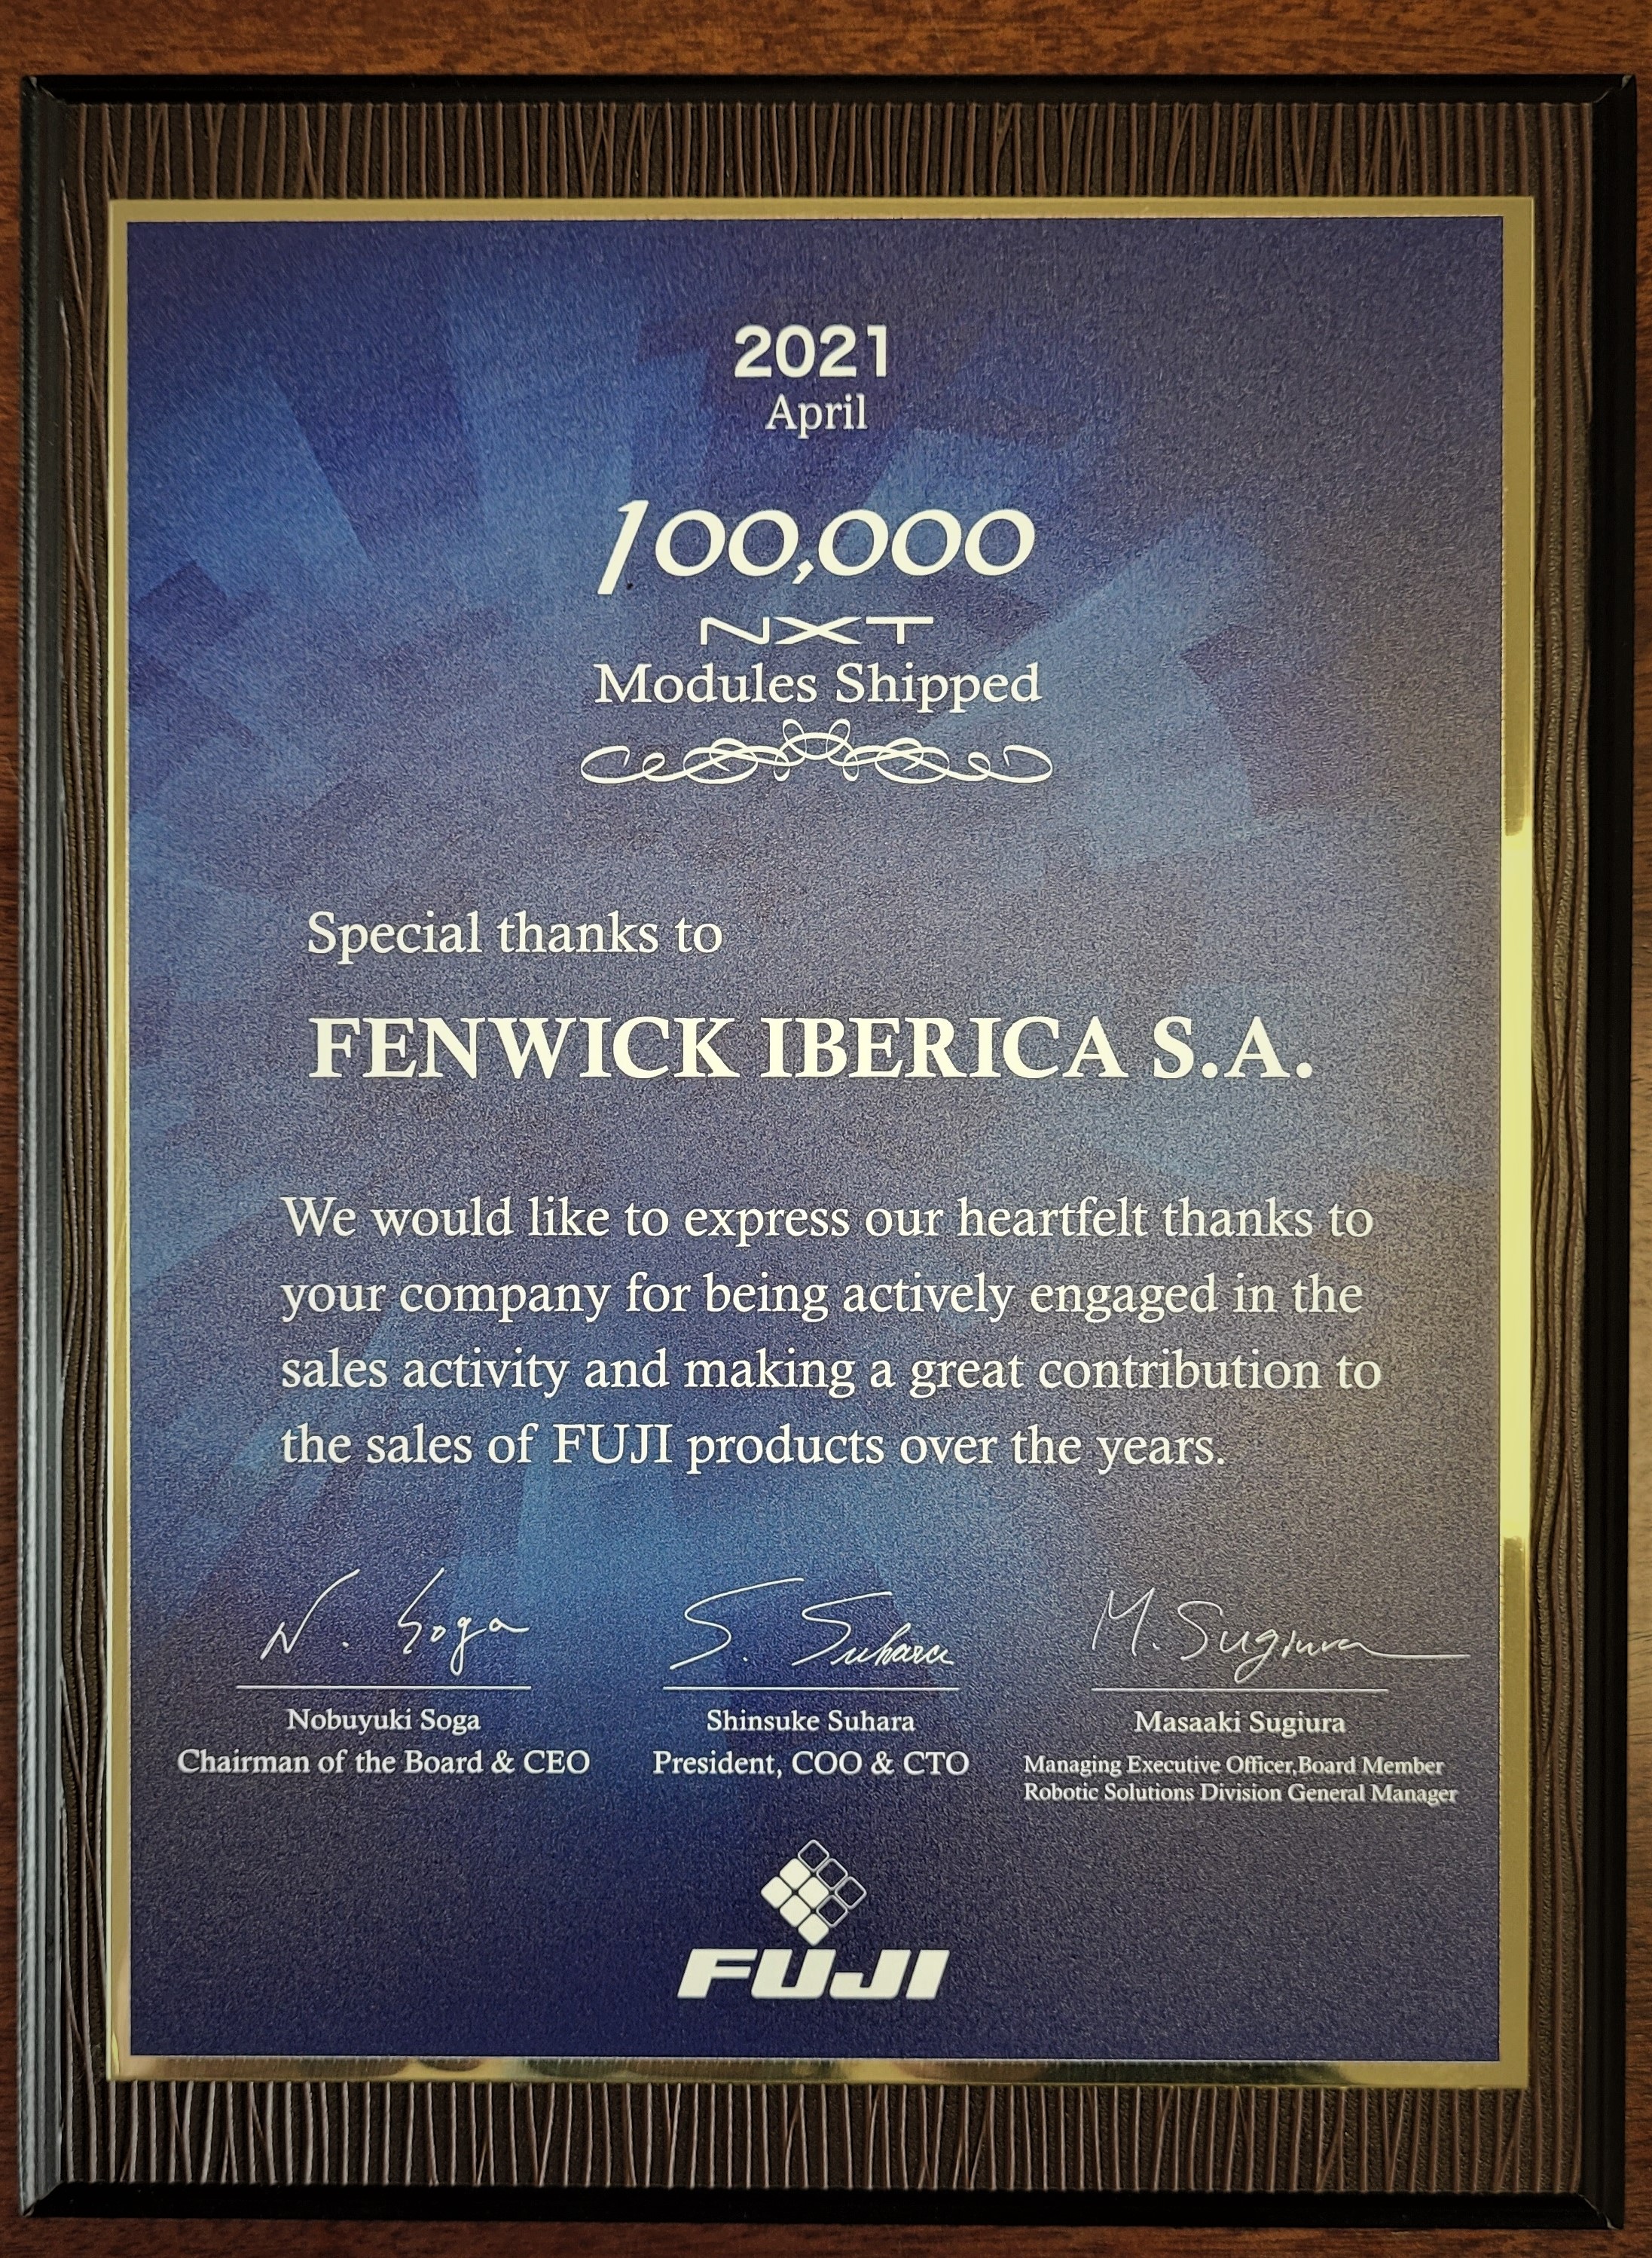 2021
April
100,000
NXT
Modules Shipped
Special thanks to
FENWICK IBERICA S.A.
We would like to express our heartfelt thanks to
your company for being actively engaged in the
sales activity and making a great contribution to
the sales of FUJI products over the years.
N. Soga
S. Suhara
M. Sugiura
Nobuyuki Soga
Chairman of the Board & CEO
Shinsuke Suhara
President, COO & CTO
Masaaki Sugiura
Managing Executive Officer,Board Member
Robotic Solutions Division General Manager
FUJI